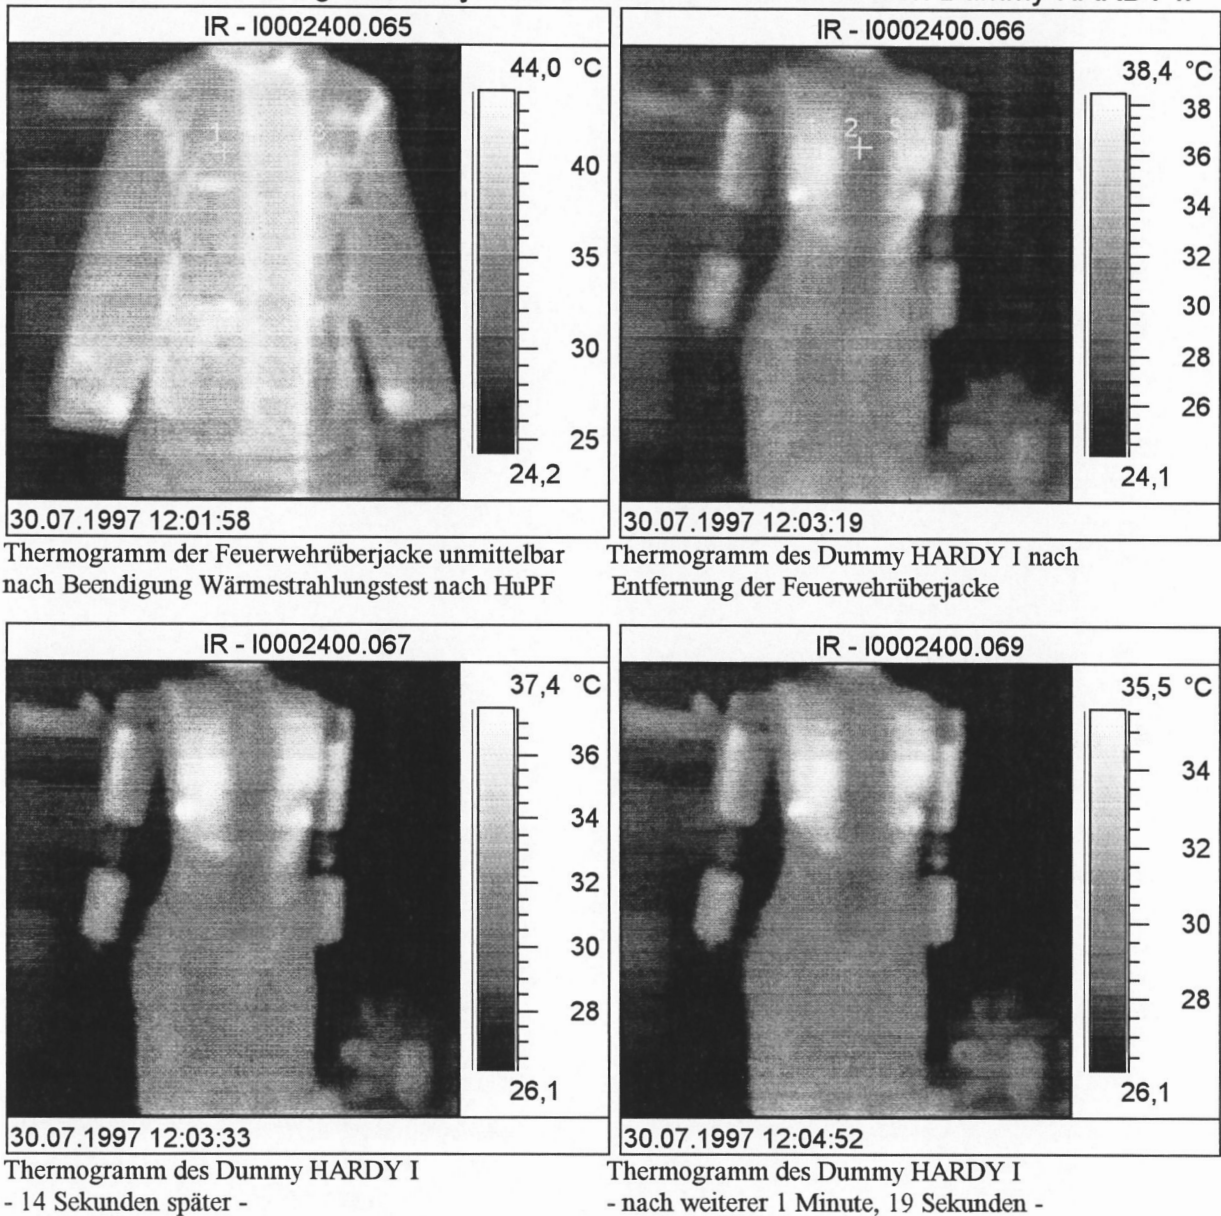 IR - I0002400.065
44,0 °C
40
35
30
25
24,2
30.07.1997 12:01:58
Thermogramm der Feuerwehrüberjacke unmittelbar
nach Beendigung Wärmestrahlungstest nach HuPF
IR - I0002400.066
38,4 °C
38
36
34
32
30
28
26
24,1
2
30.07.1997 12:03:19
Thermogramm des Dummy HARDY I nach
Entfernung der Feuerwehrüberjacke
IR - I0002400.067
37,4 °C
36
34
32
30
28
26,1
30.07.1997 12:03:33
Thermogramm des Dummy HARDY I
- 14 Sekunden später -
IR - I0002400.069
35,5 °C
34
32
30
28
26,1
30.07.1997 12:04:52
Thermogramm des Dummy HARDY I
- nach weiterer 1 Minute, 19 Sekunden -